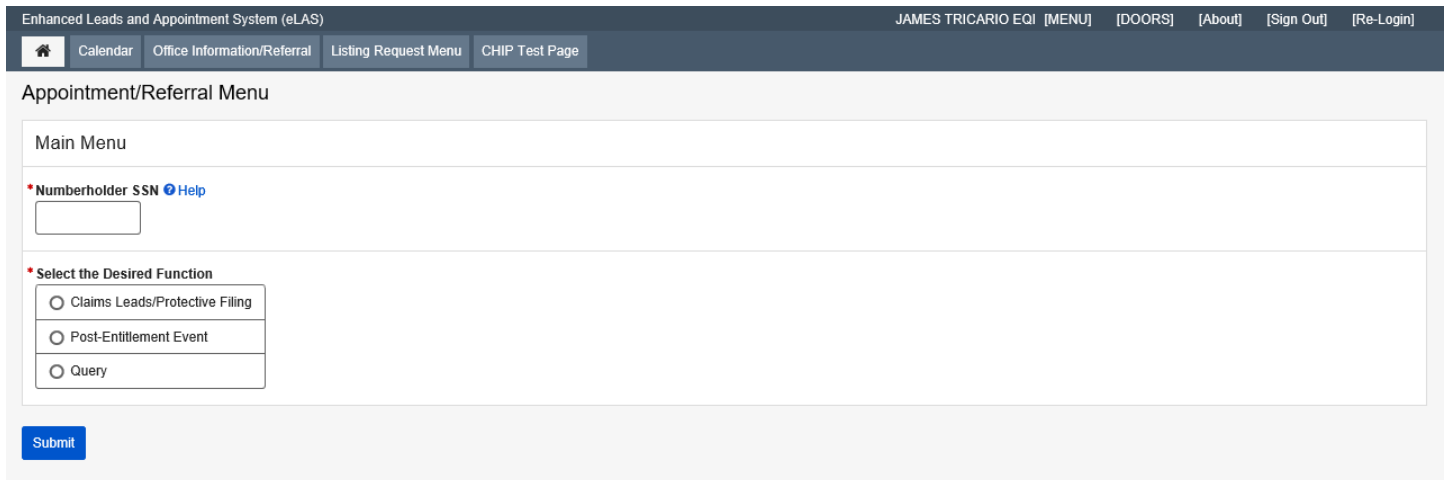 Enhanced Leads and Appointment System (eLAS) JAMES TRICARIO EQI [MENU] [DOORS] [About] [Sign Out] [Re-Login]
Calendar Office Information/Referral Listing Request Menu CHIP Test Page
Appointment/Referral Menu
Main Menu
*Numberholder SSN Help
*Select the Desired Function
Claims Leads/Protective Filing
Post-Entitlement Event
Query
Submit